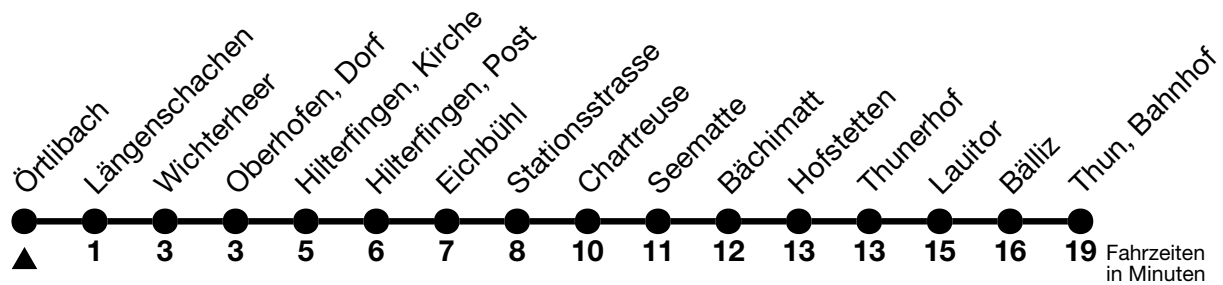 Örtlibach
Längenschachen
Wichterheer
Oberhofen, Dorf
Hilterfingen, Kirche
Hilterfingen, Post
Eichbühl
Stationsstrasse
Chartreuse
Seematte
Bächimatt
Hofstetten
Thunerhof
Lauitor
Bälliz
Thun, Bahnhof
1 3 3 5 6 7 8 10 11 12 13 13 15 16 19
Fahrzeiten
in Minuten